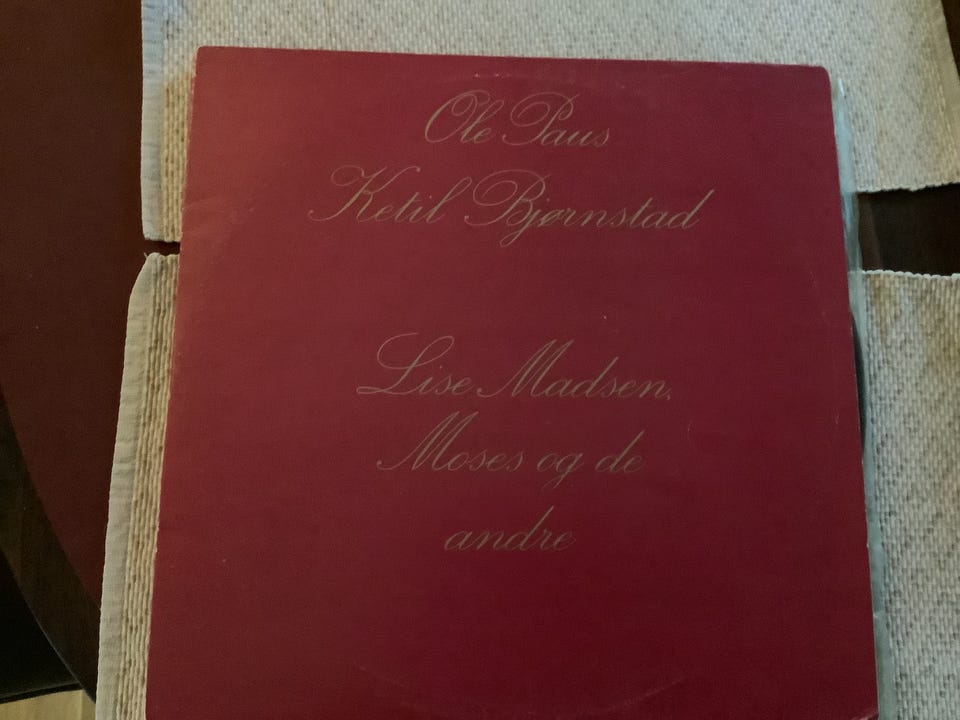 Ole Paus
Ketil Bjørnstad
Lise Madsen,
Moses og de
andre